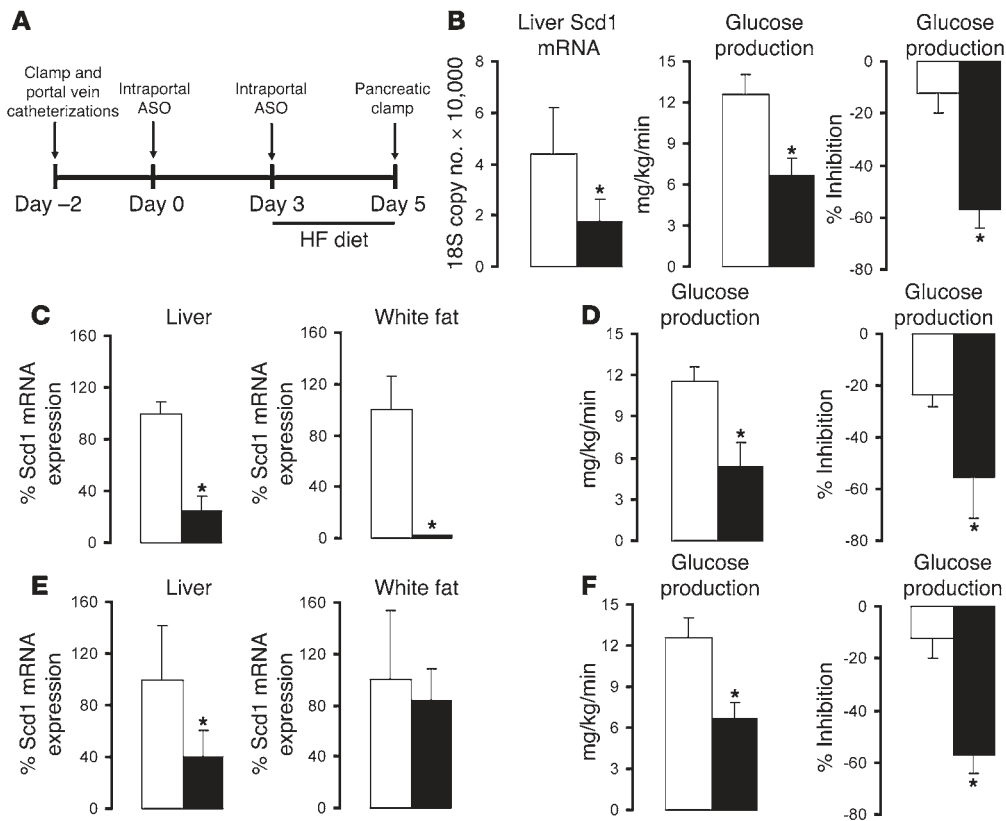 A
Clamp and
portal vein
catheterizations
Intraportal
ASO
Intraportal
ASO
Pancreatic
clamp
Day –2
Day 0
Day 3
Day 5
HF diet
B
Liver Scd1
mRNA
18S copy no. × 10,000
8
6
4
2
0
*
Glucose
production
mg/kg/min
15
12
9
6
3
0
*
Glucose
production
% Inhibition
0
-20
-40
-60
-80
*
C
Liver
% Scd1 mRNA
expression
160
120
80
40
0
*
White fat
% Scd1 mRNA
expression
160
120
80
40
0
*
D
Glucose
production
mg/kg/min
15
12
9
6
3
0
*
Glucose
production
% Inhibition
0
-20
-40
-60
-80
*
E
Liver
% Scd1 mRNA
expression
160
120
80
40
0
*
White fat
% Scd1 mRNA
expression
160
120
80
40
0
F
Glucose
production
mg/kg/min
15
12
9
6
3
0
*
Glucose
production
% Inhibition
0
-20
-40
-60
-80
*